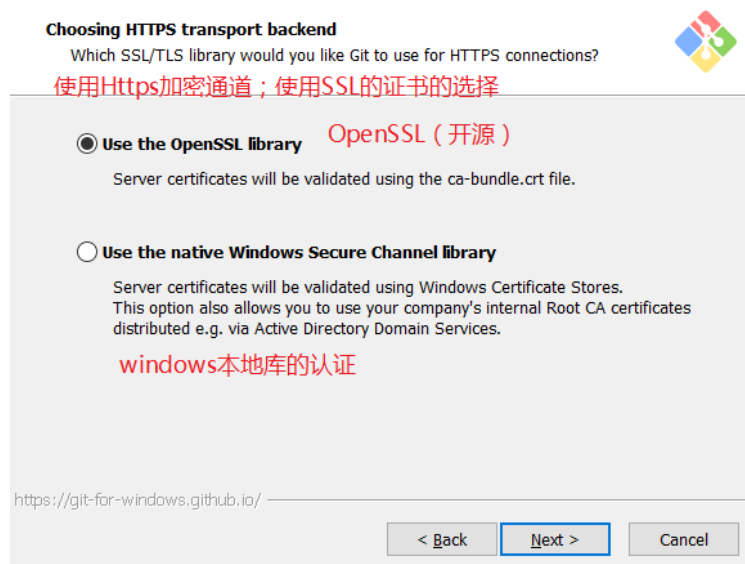 Choosing HTTPS transport backend
Which SSL/TLS library would you like Git to use for HTTPS connections?
使用Https加密通道；使用SSL的证书的选择
Use the OpenSSL library
OpenSSL（开源）
Server certificates will be validated using the ca-bundle.crt file.
Use the native Windows Secure Channel library
Server certificates will be validated using Windows Certificate Stores.
This option also allows you to use your company's internal Root CA certificates
distributed e.g. via Active Directory Domain Services.
windows本地库的认证
https://git-for-windows.github.io/
< Back
Next >
Cancel